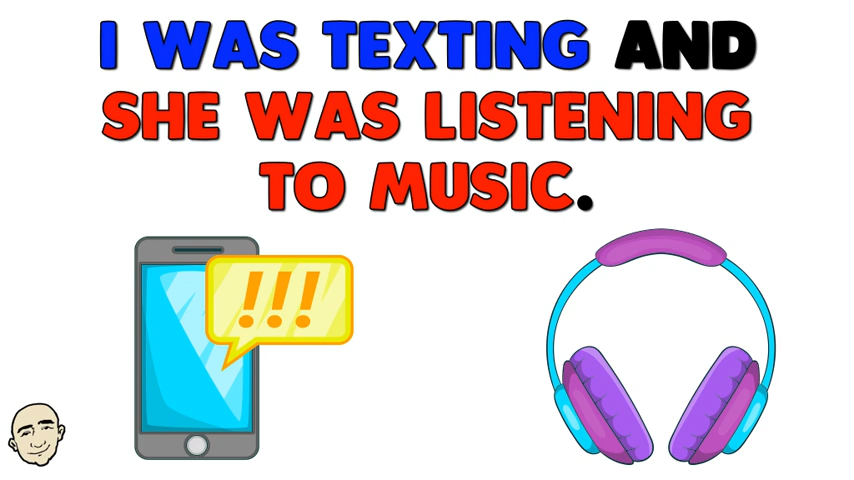 I WAS TEXTING AND
SHE WAS LISTENING
TO MUSIC.
!!!